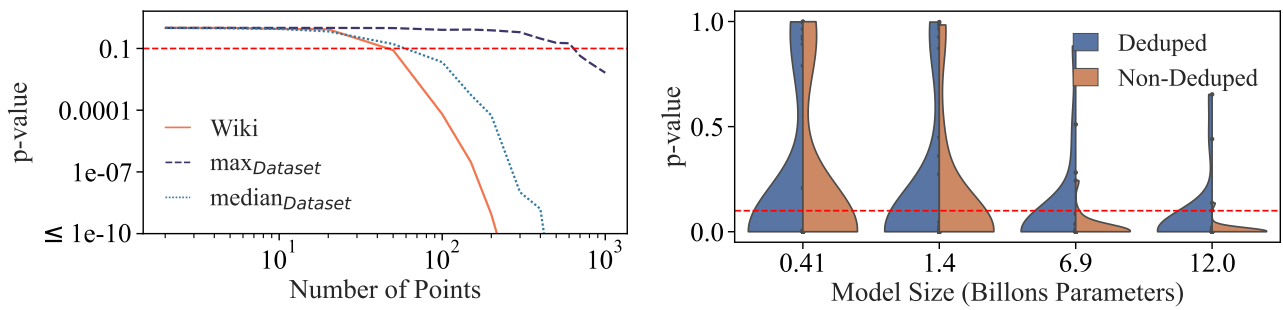 p-value
0.1
0.0001
1e-07
≤ 1e-10
Wiki
max_Dataset
median_Dataset
10^1
10^2
10^3
Number of Points
p-value
1.0
0.5
0.0
Deduped
Non-Deduped
0.41
1.4
6.9
12.0
Model Size (Billons Parameters)